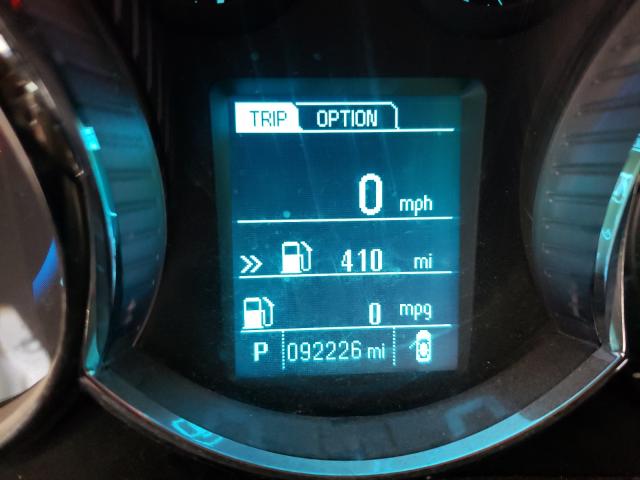 TRIP OPTION
0 mph
410 mi
0 mpg
P 092226 mi